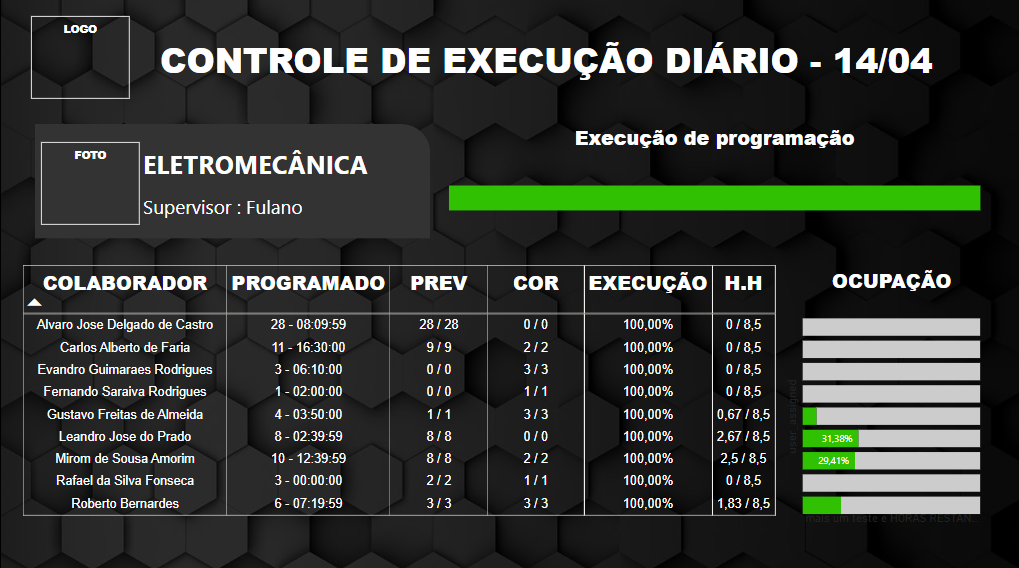 LOGO
CONTROLE DE EXECUÇÃO DIÁRIO - 14/04
Execução de programação
FOTO
ELETROMECÂNICA
Supervisor : Fulano
COLABORADOR PROGRAMADO PREV COR EXECUÇÃO H.H
OCUPAÇÃO
Alvaro Jose Delgado de Castro 28 - 08:09:59 28 / 28 0 / 0 100,00% 0 / 8,5
Carlos Alberto de Faria 11 - 16:30:00 9 / 9 2 / 2 100,00% 0 / 8,5
Evandro Guimaraes Rodrigues 3 - 06:10:00 0 / 0 3 / 3 100,00% 0 / 8,5
Fernando Saraiva Rodrigues 1 - 02:00:00 0 / 0 1 / 1 100,00% 0 / 8,5
Gustavo Freitas de Almeida 4 - 03:50:00 1 / 1 3 / 3 100,00% 0,67 / 8,5
Leandro Jose do Prado 8 - 02:39:59 8 / 8 0 / 0 100,00% 2,67 / 8,5 31,38%
Mirom de Sousa Amorim 10 - 12:39:59 8 / 8 2 / 2 100,00% 2,5 / 8,5 29,41%
Rafael da Silva Fonseca 3 - 00:00:00 2 / 2 1 / 1 100,00% 0 / 8,5
Roberto Bernardes 6 - 07:19:59 3 / 3 3 / 3 100,00% 1,83 / 8,5
user_assigned
mais um teste e HORAS RESTAN...